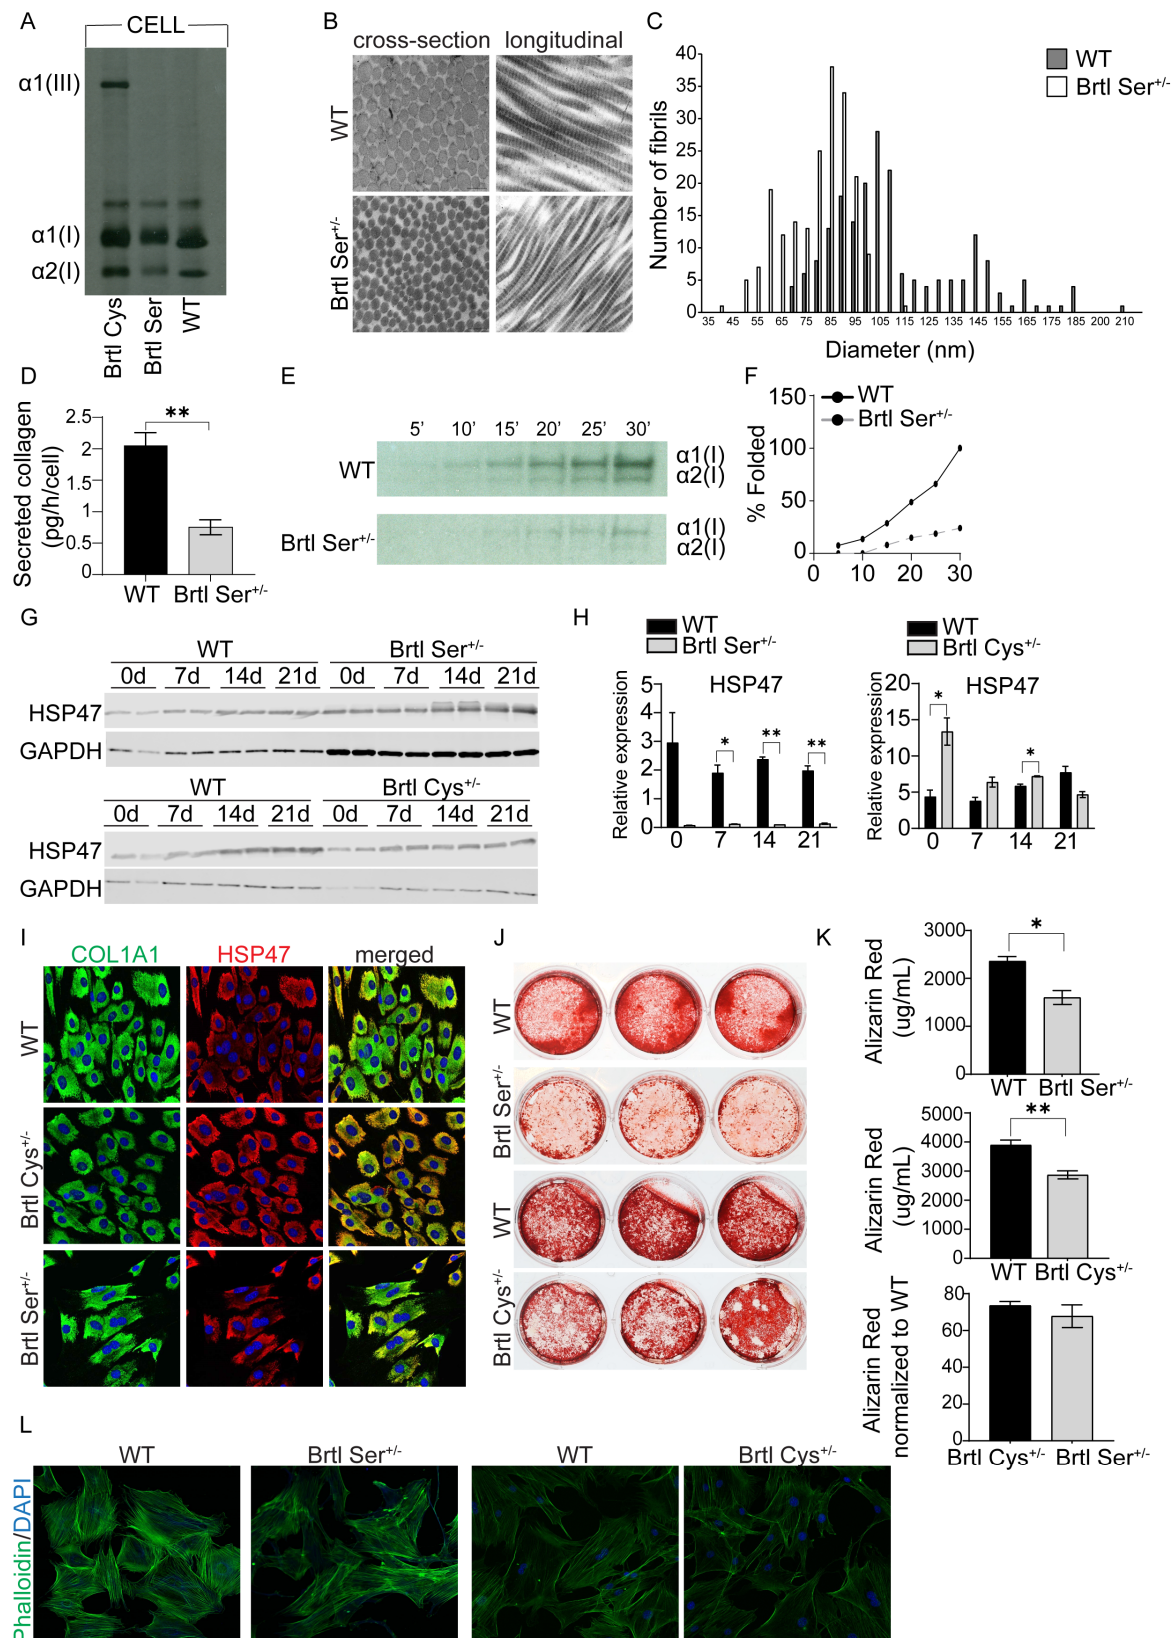 A
CELL
α1(III)
α1(I)
α2(I)
Brtl Cys
Brtl Ser
WT
B
cross-section
longitudinal
WT
Brtl Ser+/-
C
WT
Brtl Ser+/-
Number of fibrils
40
35
30
25
20
15
10
5
0
35 45 55 65 75 85 95 105 115 125 135 145 155 165 175 185 200 210
Diameter (nm)
D
Secreted collagen
(pg/h/cell)
2.5
2
1.5
1
0.5
0
**
WT Brtl Ser+/-
E
5’ 10’ 15’ 20’ 25’ 30’
WT
α1(I)
α2(I)
Brtl Ser+/-
α1(I)
α2(I)
F
WT
Brtl Ser+/-
% Folded
150
100
50
0
0 10 20 30
G
WT Brtl Ser+/-
0d 7d 14d 21d 0d 7d 14d 21d
HSP47
GAPDH
WT Brtl Cys+/-
0d 7d 14d 21d 0d 7d 14d 21d
HSP47
GAPDH
H
WT
Brtl Ser+/-
HSP47
Relative expression
5
4
3
2
1
0
* ** **
0 7 14 21
WT
Brtl Cys+/-
HSP47
Relative expression
20
15
10
5
0
* *
0 7 14 21
I
COL1A1 HSP47 merged
WT
Brtl Cys+/-
Brtl Ser+/-
J
WT
Brtl Ser+/-
WT
Brtl Cys+/-
K
Alizarin Red
(ug/mL)
3000
2000
1000
0
*
WT Brtl Ser+/-
Alizarin Red
(ug/mL)
5000
4000
3000
2000
1000
0
**
WT Brtl Cys+/-
Alizarin Red
normalized to WT
80
60
40
20
0
Brtl Cys+/- Brtl Ser+/-
L
WT Brtl Ser+/- WT Brtl Cys+/-
Phalloidin/DAPI